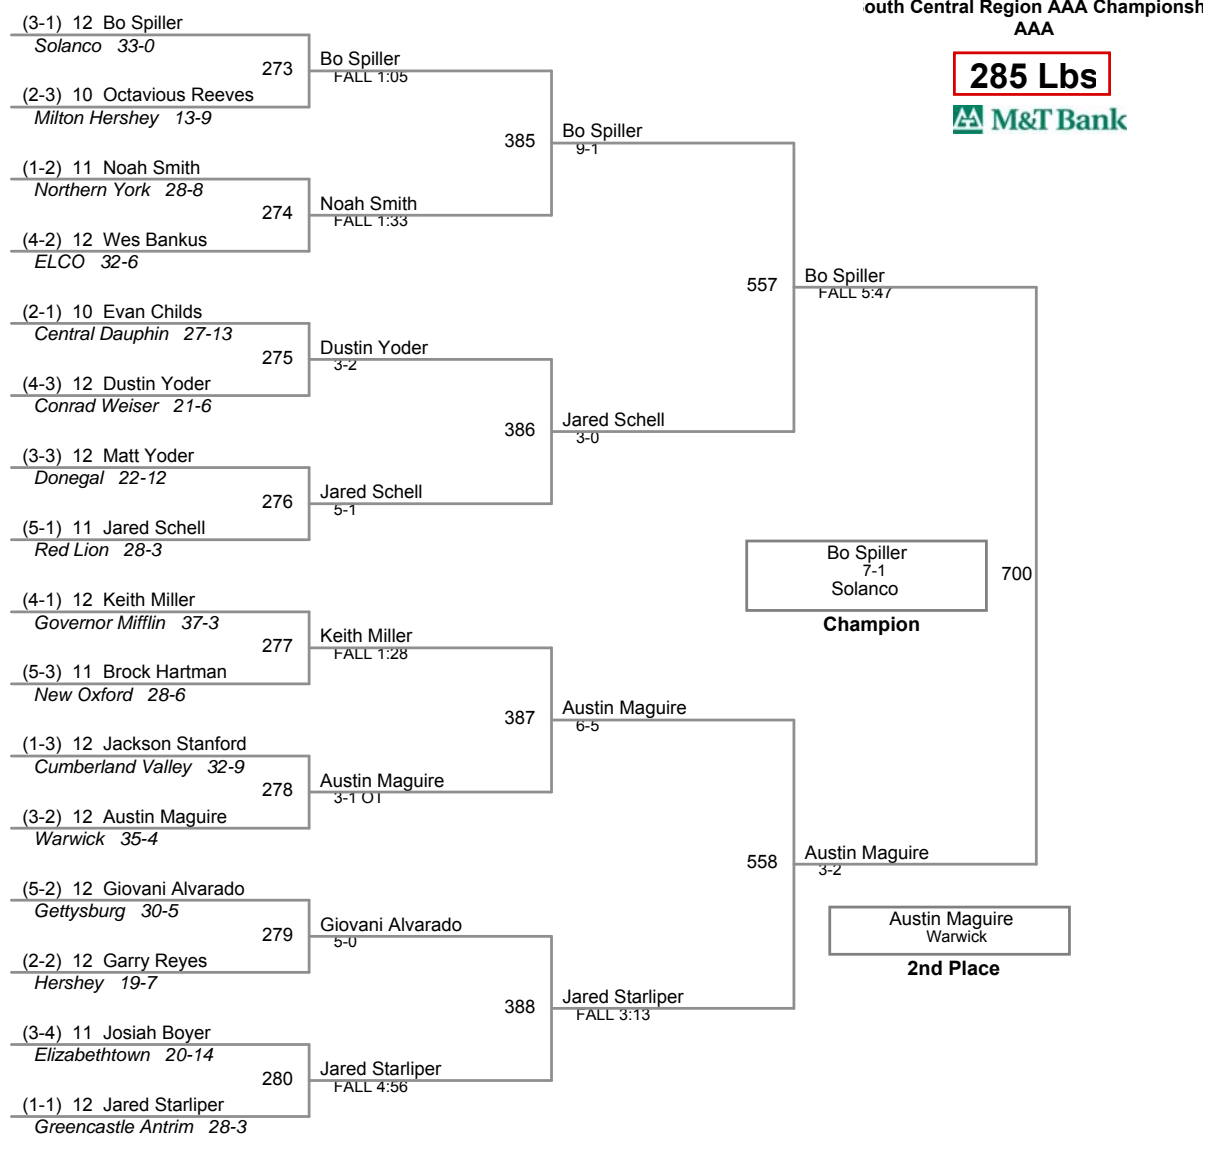 outh Central Region AAA Championsh
AAA
285 Lbs
M&T Bank
(3-1) 12 Bo Spiller
Solanco 33-0
273
Bo Spiller
FALL 1:05
(2-3) 10 Octavious Reeves
Milton Hershey 13-9
385
Bo Spiller
9-1
(1-2) 11 Noah Smith
Northern York 28-8
274
Noah Smith
FALL 1:33
(4-2) 12 Wes Bankus
ELCO 32-6
557
Bo Spiller
FALL 5:47
(2-1) 10 Evan Childs
Central Dauphin 27-13
275
Dustin Yoder
3-2
(4-3) 12 Dustin Yoder
Conrad Weiser 21-6
386
Jared Schell
3-0
(3-3) 12 Matt Yoder
Donegal 22-12
276
Jared Schell
5-1
(5-1) 11 Jared Schell
Red Lion 28-3
Bo Spiller
7-1
Solanco
700
Champion
(4-1) 12 Keith Miller
Governor Mifflin 37-3
277
Keith Miller
FALL 1:28
(5-3) 11 Brock Hartman
New Oxford 28-6
387
Austin Maguire
6-5
(1-3) 12 Jackson Stanford
Cumberland Valley 32-9
278
Austin Maguire
3-1 OT
(3-2) 12 Austin Maguire
Warwick 35-4
558
Austin Maguire
3-2
(5-2) 12 Giovani Alvarado
Gettysburg 30-5
279
Giovani Alvarado
5-0
Austin Maguire
Warwick
2nd Place
(2-2) 12 Garry Reyes
Hershey 19-7
388
Jared Starliper
FALL 3:13
(3-4) 11 Josiah Boyer
Elizabethtown 20-14
280
Jared Starliper
FALL 4:56
(1-1) 12 Jared Starliper
Greencastle Antrim 28-3